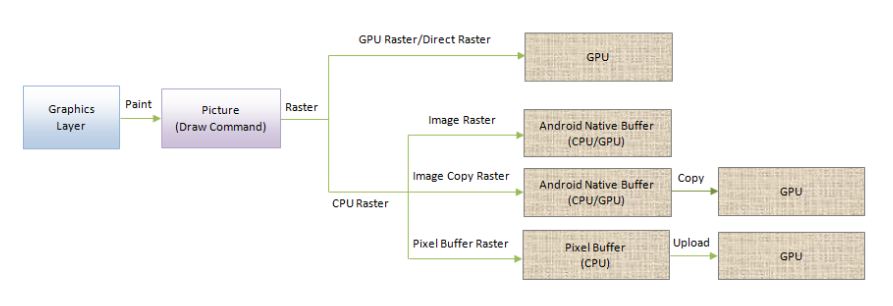 GPU Raster/Direct Raster
GPU
Graphics
Layer
Paint
Picture
(Draw Command)
Raster
Image Raster
Android Native Buffer
(CPU/GPU)
CPU Raster
Image Copy Raster
Android Native Buffer
(CPU/GPU)
Copy
GPU
Pixel Buffer Raster
Pixel Buffer
(CPU)
Upload
GPU